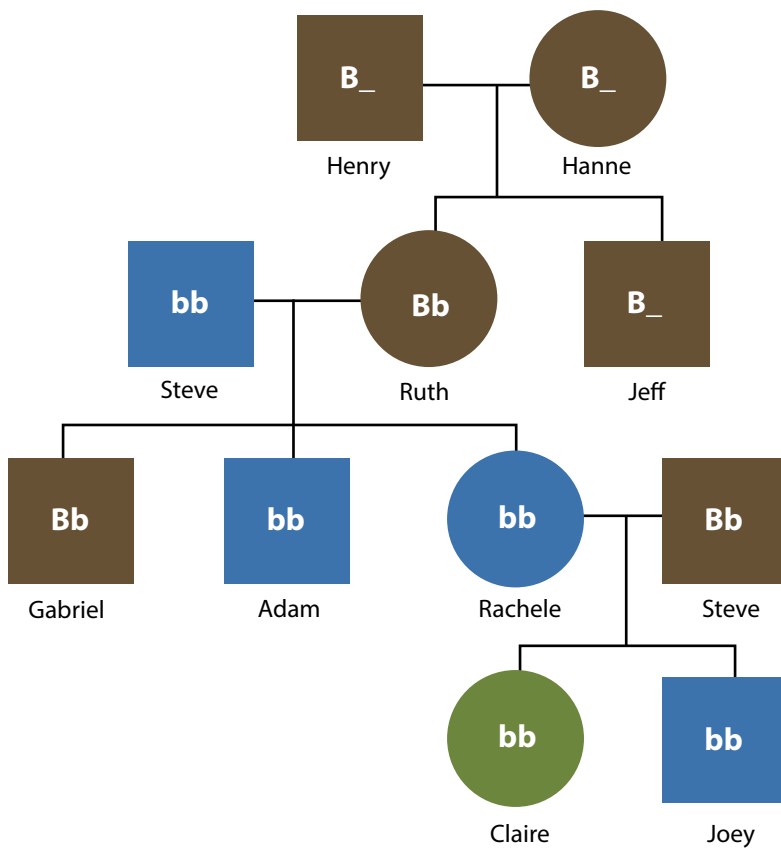 B_
B_
Henry
Hanne
bb
Bb
B_
Steve
Ruth
Jeff
Bb
bb
bb
Bb
Gabriel
Adam
Rachele
Steve
bb
bb
Claire
Joey